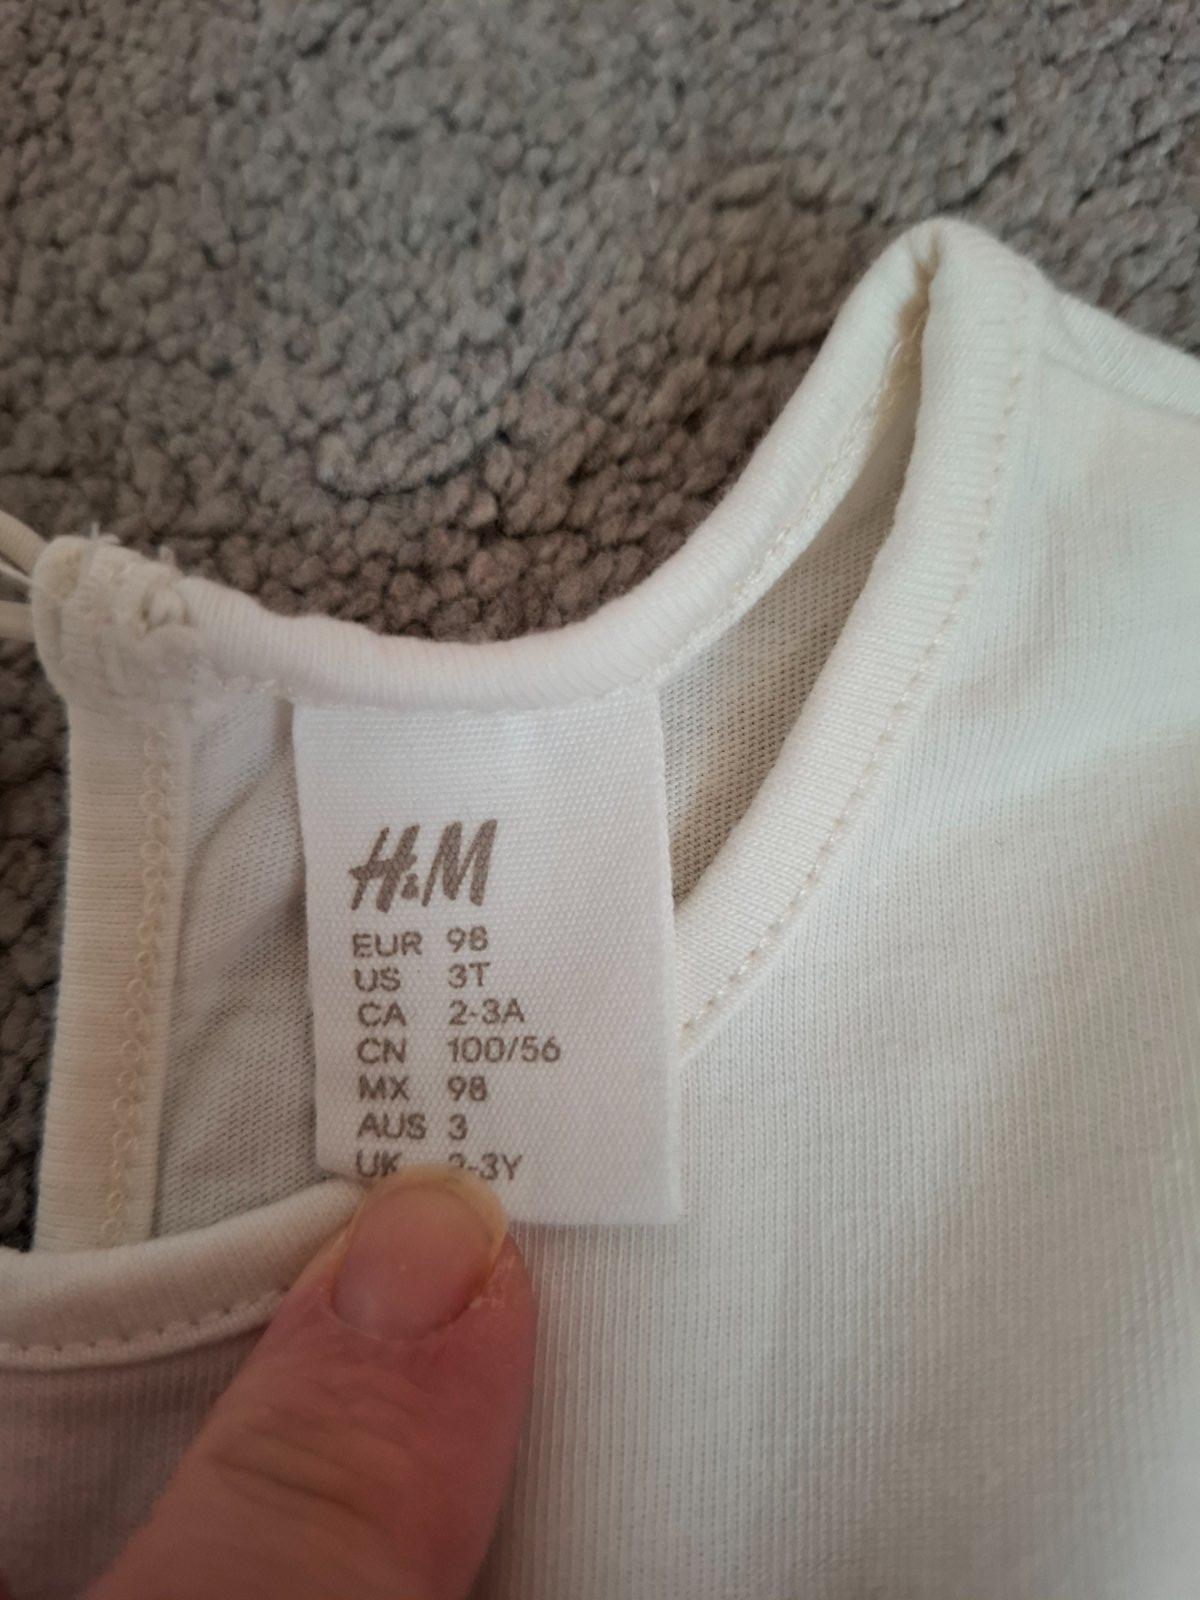 H&M
EUR 98
US 3T
CA 2-3A
CN 100/56
MX 98
AUS 3
UK 2-3Y